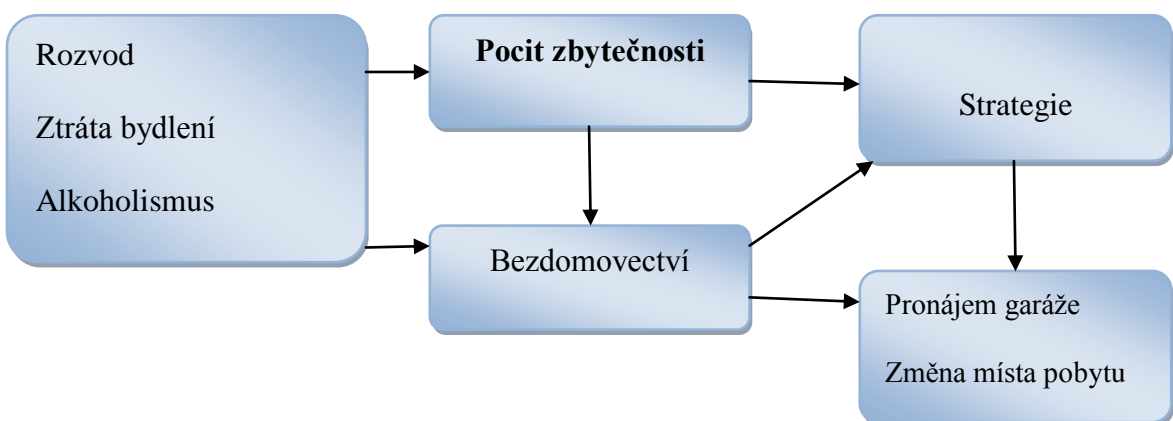 Rozvod
Ztráta bydlení
Alkoholismus
Pocit zbytečnosti
Bezdomovectví
Strategie
Pronájem garáže
Změna místa pobytu